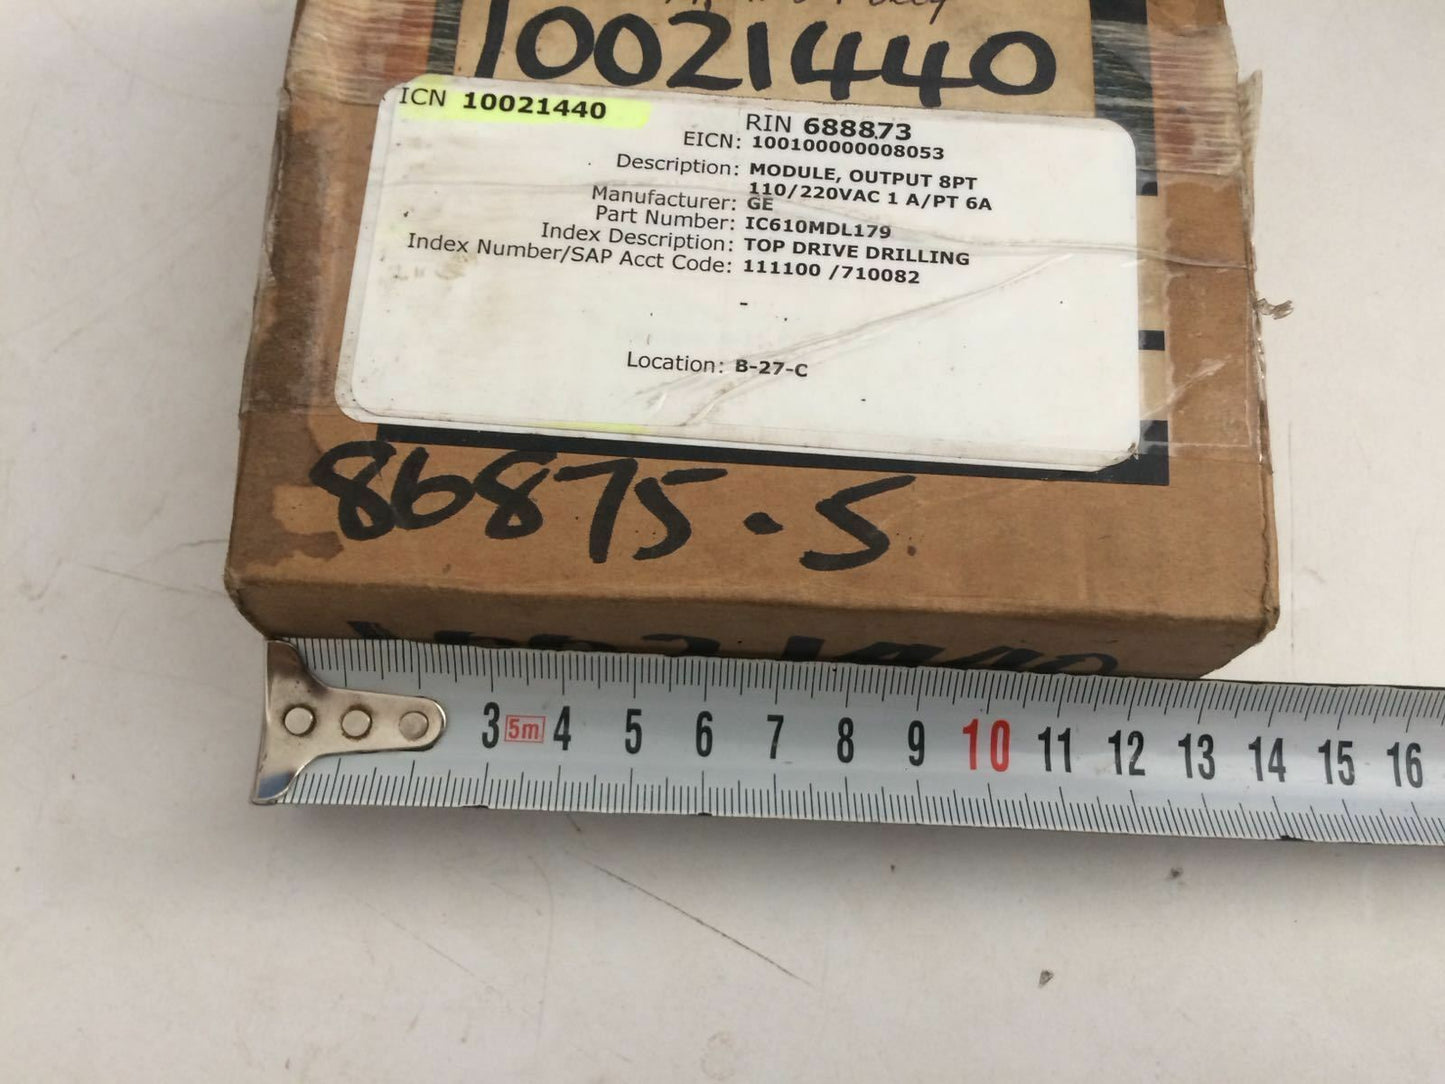 10021440
ICN 10021440
RIN 688873
EICN: 100100000008053
Description: MODULE, OUTPUT 8PT
110/220VAC 1 A/PT 6A
Manufacturer: GE
Part Number: IC610MDL179
Index Description: TOP DRIVE DRILLING
Index Number/SAP Acct Code: 111100 /710082
-
Location: B-27-C
86875.5
10021440
3 5m 4 5 6 7 8 9 10 11 12 13 14 15 16